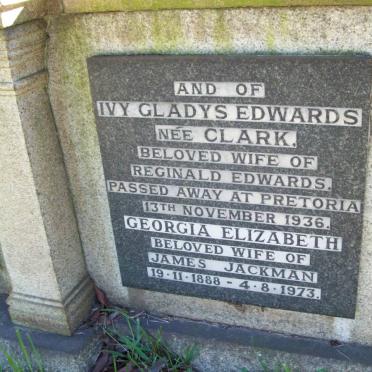 AND OF
IVY GLADYS EDWARDS
NÉE CLARK.
BELOVED WIFE OF
REGINALD EDWARDS.
PASSED AWAY AT PRETORIA
13TH NOVEMBER 1936.
GEORGIA ELIZABETH
BELOVED WIFE OF
JAMES JACKMAN
19·11·1888 - 4·8·1973.